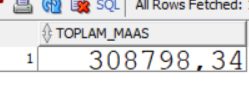 SQL | All Rows Fetched:
TOPLAM_MAAS
1 308798,34